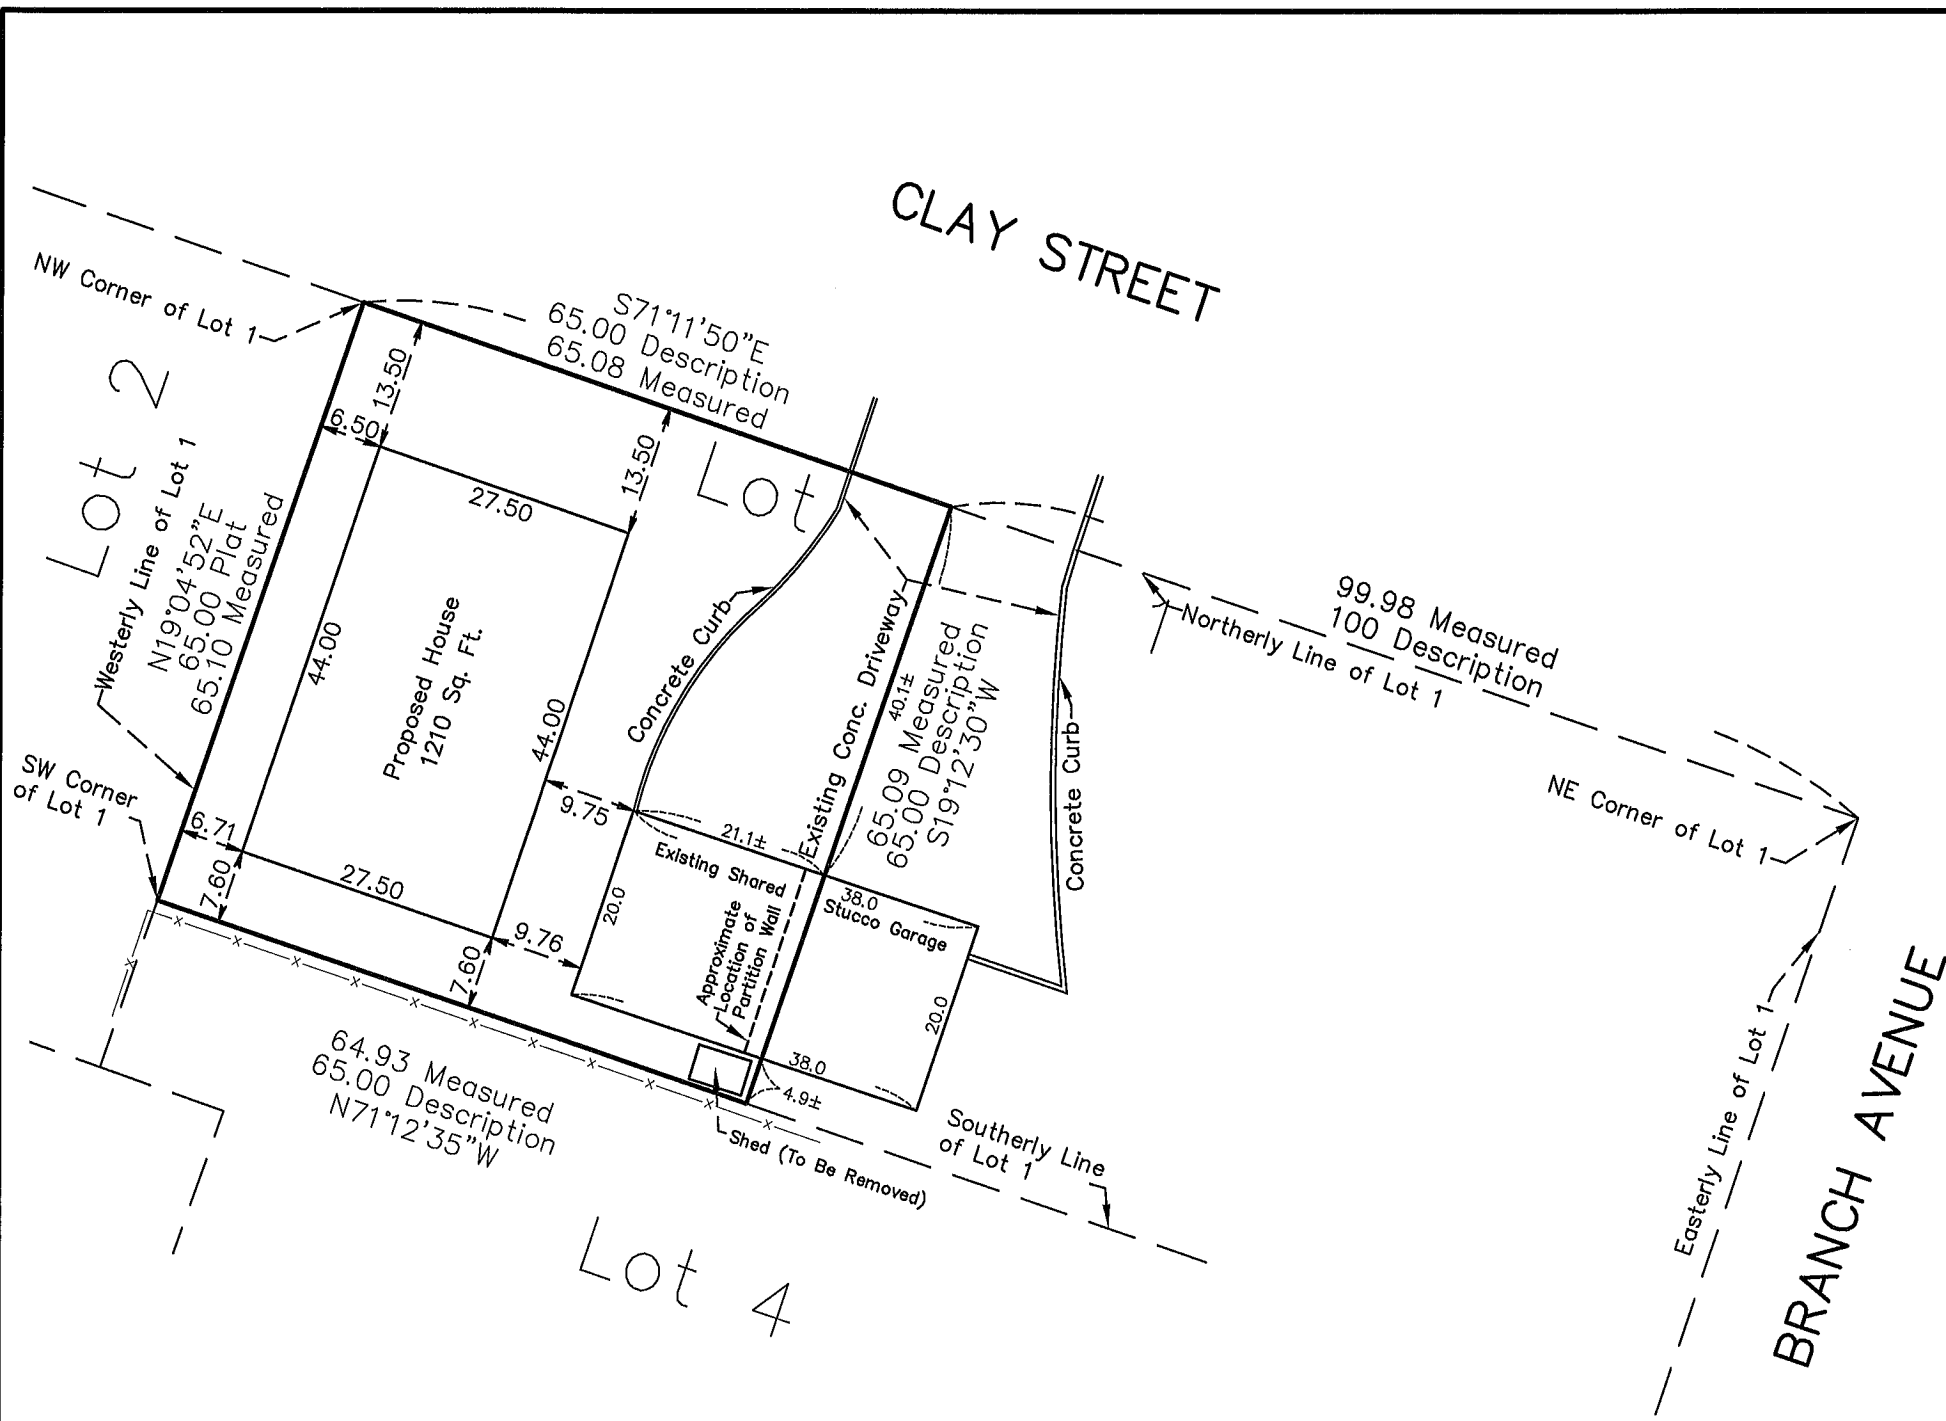 CLAY STREET
NW Corner of Lot 1
S71°11'50"E
65.00 Description
65.08 Measured
Lot 2
Westerly Line of Lot 1
N19°04'52"E
65.00 Plat
65.10 Measured
13.50
6.50
27.50
13.50
Lot 1
44.00
Proposed House
1210 Sq. Ft.
44.00
Concrete Curb
Existing Conc. Driveway
40.1±
65.09 Measured
65.00 Description
S19°12'30"W
Concrete Curb
99.98 Measured
100 Description
Northerly Line of Lot 1
NE Corner of Lot 1
SW Corner
of Lot 1
6.71
7.60
27.50
9.75
21.1±
Existing Shared
38.0
Stucco Garage
20.0
Approximate
Location of
Partition Wall
9.76
7.60
20.0
38.0
4.9±
64.93 Measured
65.00 Description
N71°12'35"W
Shed (To Be Removed)
Southerly Line
of Lot 1
Easterly Line of Lot 1
BRANCH AVENUE
Lot 4